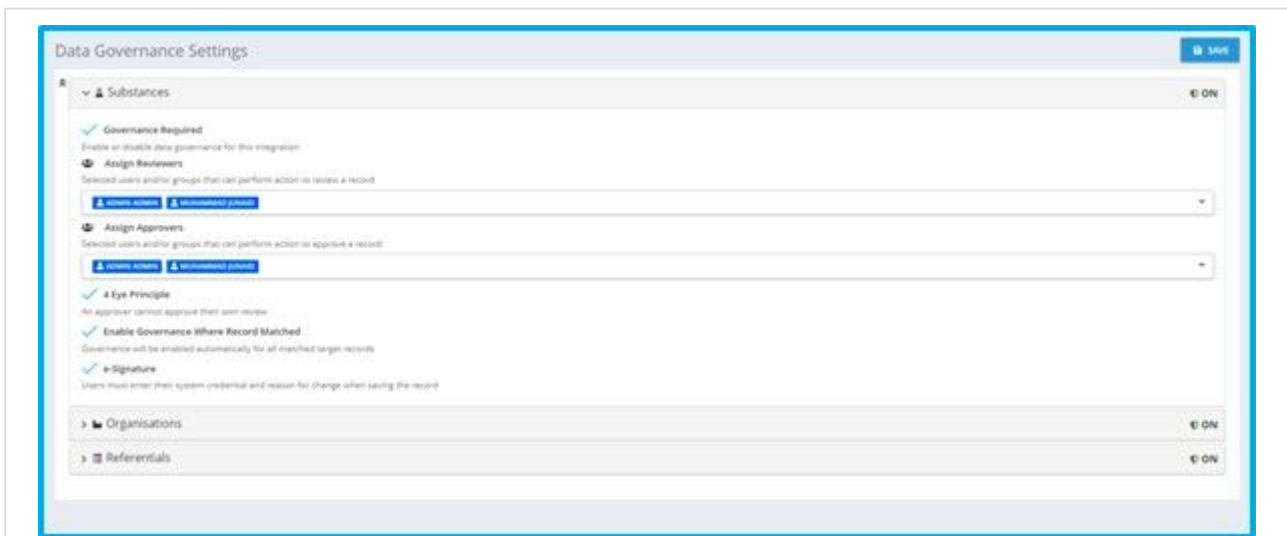 Data Governance Settings
SAVE
Substances
ON
Governance Required
Enable or disable data governance for this integration
Assign Reviewers
Selected users and/or groups that can perform action to review a record
ADMIN ADMIN MUHAMMAD JUNAID
Assign Approvers
Selected users and/or groups that can perform action to approve a record
ADMIN ADMIN MUHAMMAD JUNAID
4 Eye Principle
An approver cannot approve their own review
Enable Governance Where Record Matched
Governance will be enabled automatically for all matched target records
e-Signature
Users must enter their system credential and reason for change when saving the record
Organisations
ON
Referentials
ON